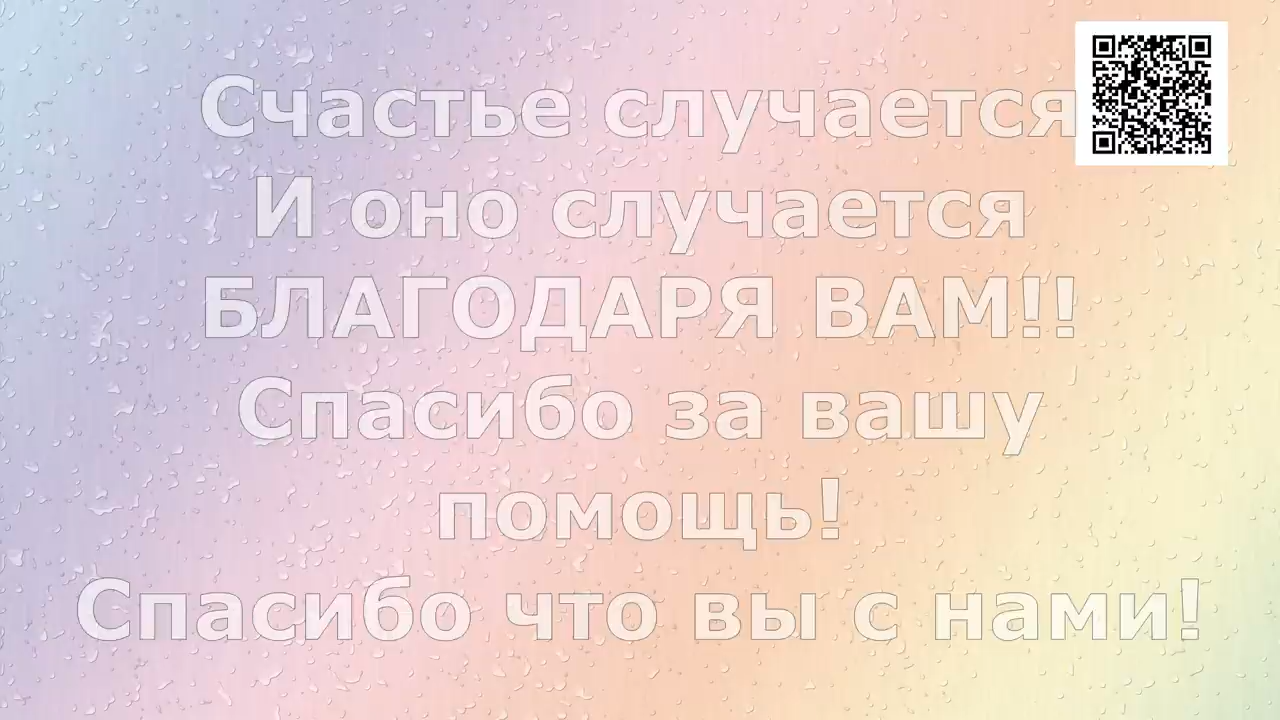 Счастье случается
И оно случается
БЛАГОДАРЯ ВАМ!!
Спасибо за вашу
помощь!
Спасибо что вы с нами!